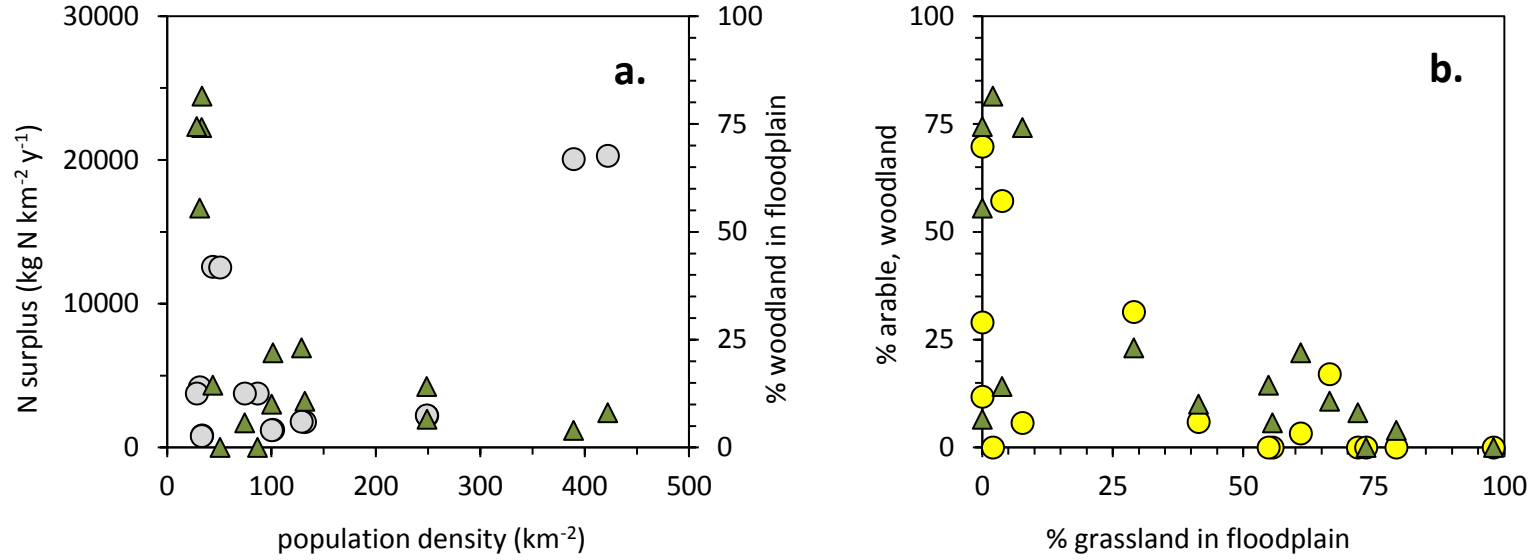 a.
N surplus (kg N km-2 y-1)
30000
20000
10000
0
100
75
50
25
0
% woodland in floodplain
0 100 200 300 400 500
population density (km-2)
b.
% arable, woodland
100
75
50
25
0
0 25 50 75 100
% grassland in floodplain